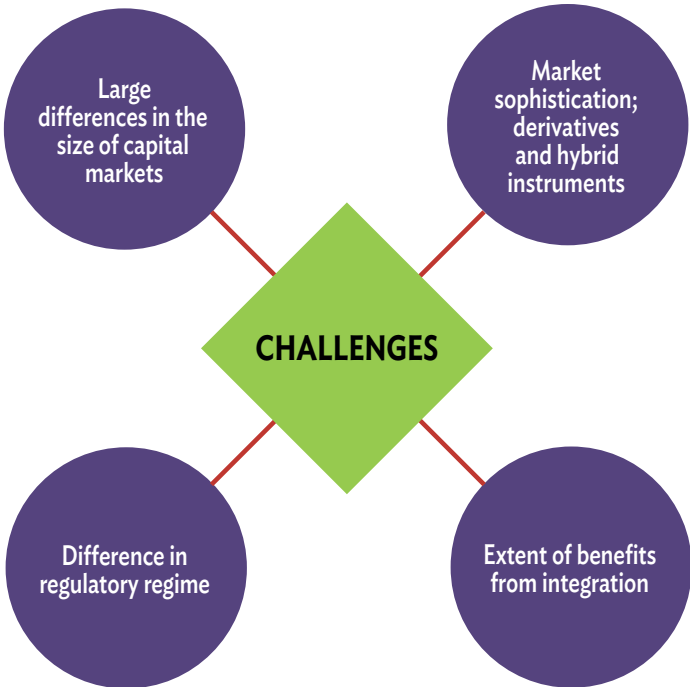 Large
differences in the
size of capital
markets
Market
sophistication;
derivatives
and hybrid
instruments
CHALLENGES
Difference in
regulatory regime
Extent of benefits
from integration